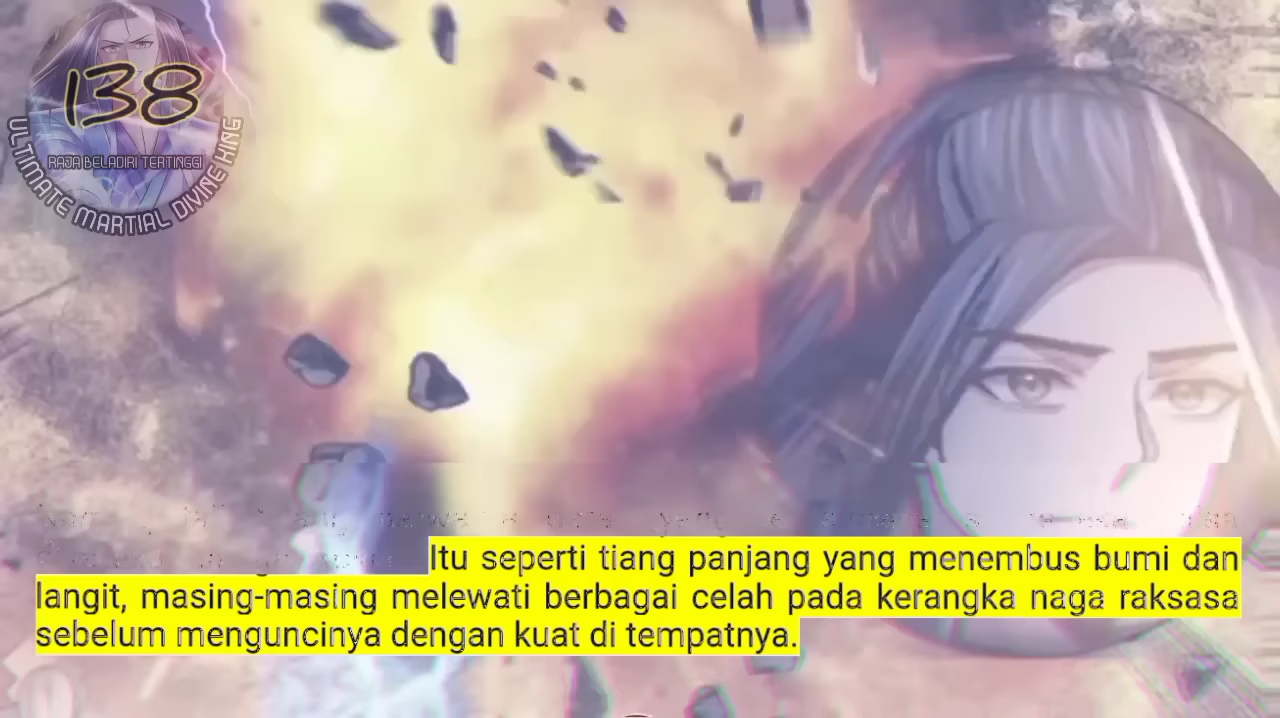 138
RAJA BELADIRI TERTINGGI
ULTIMATE MARTIAL DIVINE KING
Itu seperti tiang panjang yang menembus bumi dan
langit, masing-masing melewati berbagai celah pada kerangka naga raksasa
sebelum menguncinya dengan kuat di tempatnya.